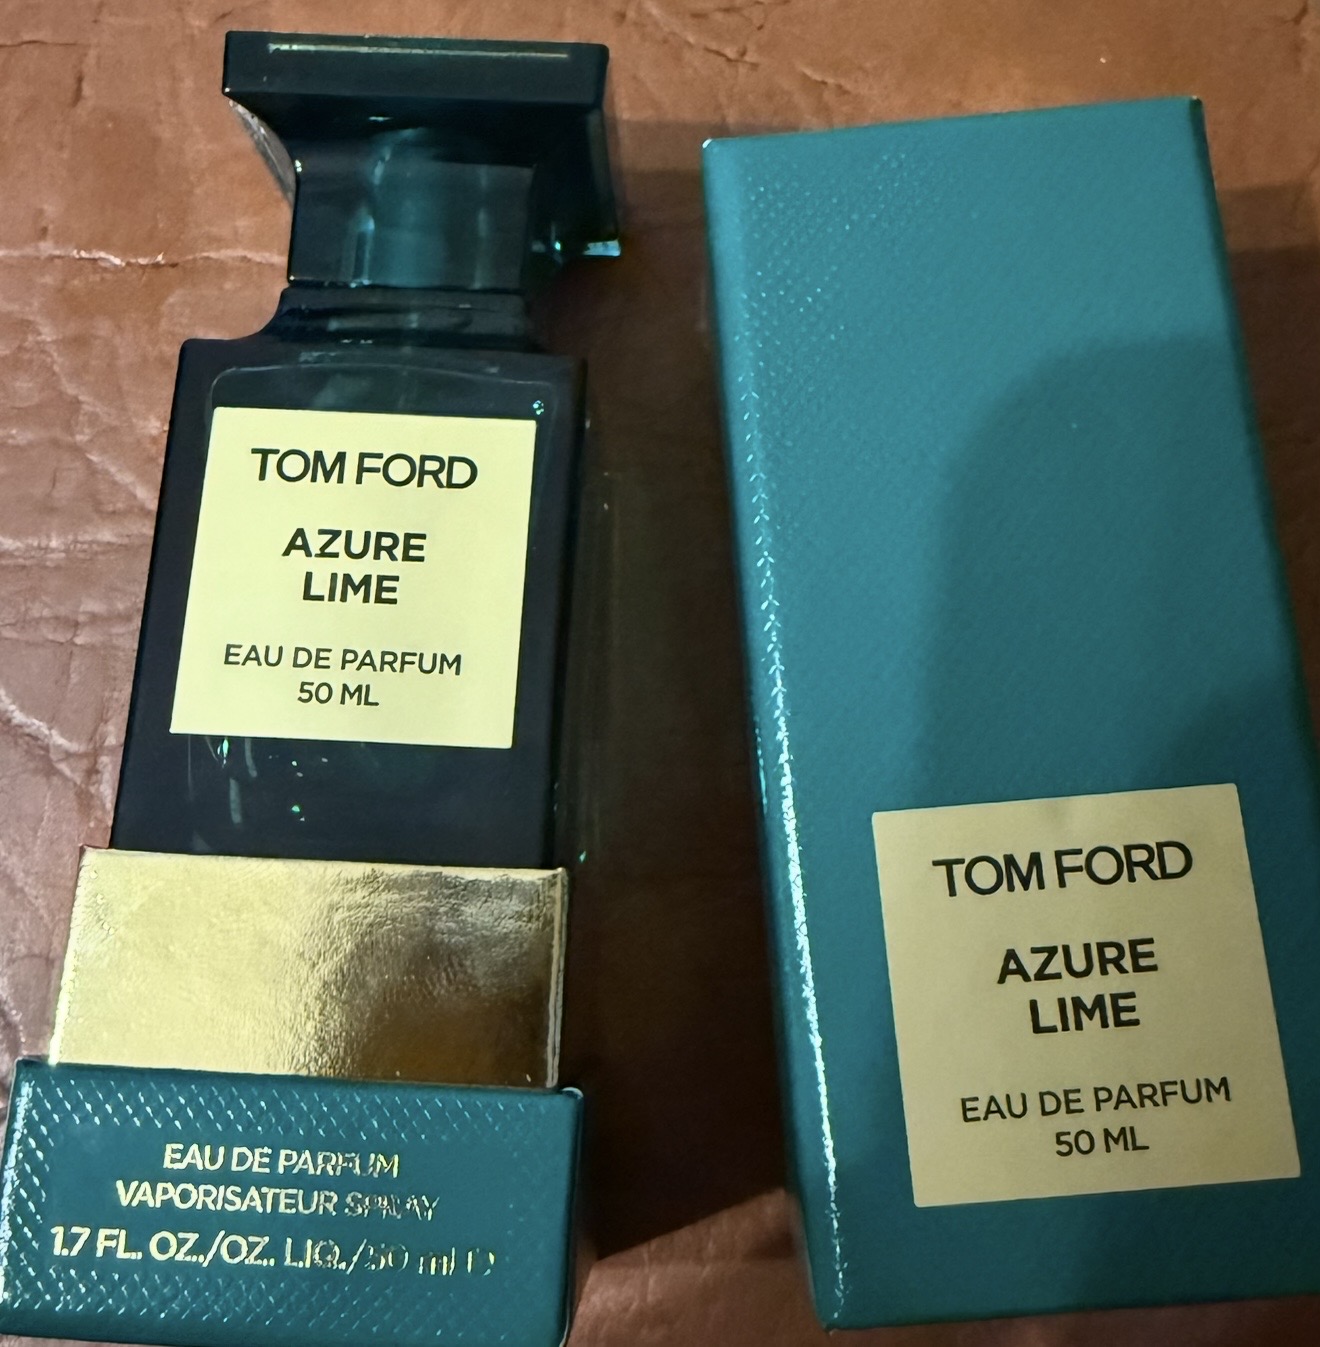 TOM FORD
AZURE
LIME
EAU DE PARFUM
50 ML
EAU DE PARFUM
VAPORISATEUR SPRAY
1.7 FL. OZ./OZ. LIQ./50 ml ℮
TOM FORD
AZURE
LIME
EAU DE PARFUM
50 ML